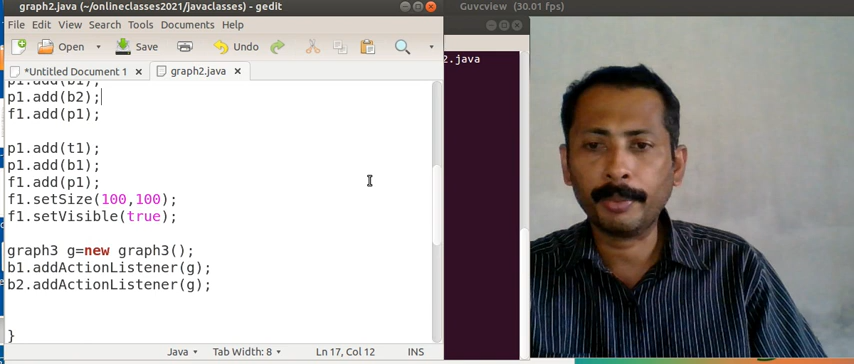 graph2.java (~/onlineclasses2021/javaclasses) - gedit
Guvcview (30.01 fps)
File Edit View Search Tools Documents Help
Open Save Undo
*Untitled Document 1 graph2.java
2.java
p1.add(b1);
p1.add(b2);
f1.add(p1);
p1.add(t1);
p1.add(b1);
f1.add(p1);
f1.setSize(100,100);
f1.setVisible(true);
graph3 g=new graph3();
b1.addActionListener(g);
b2.addActionListener(g);
}
Java Tab Width: 8 Ln 17, Col 12 INS